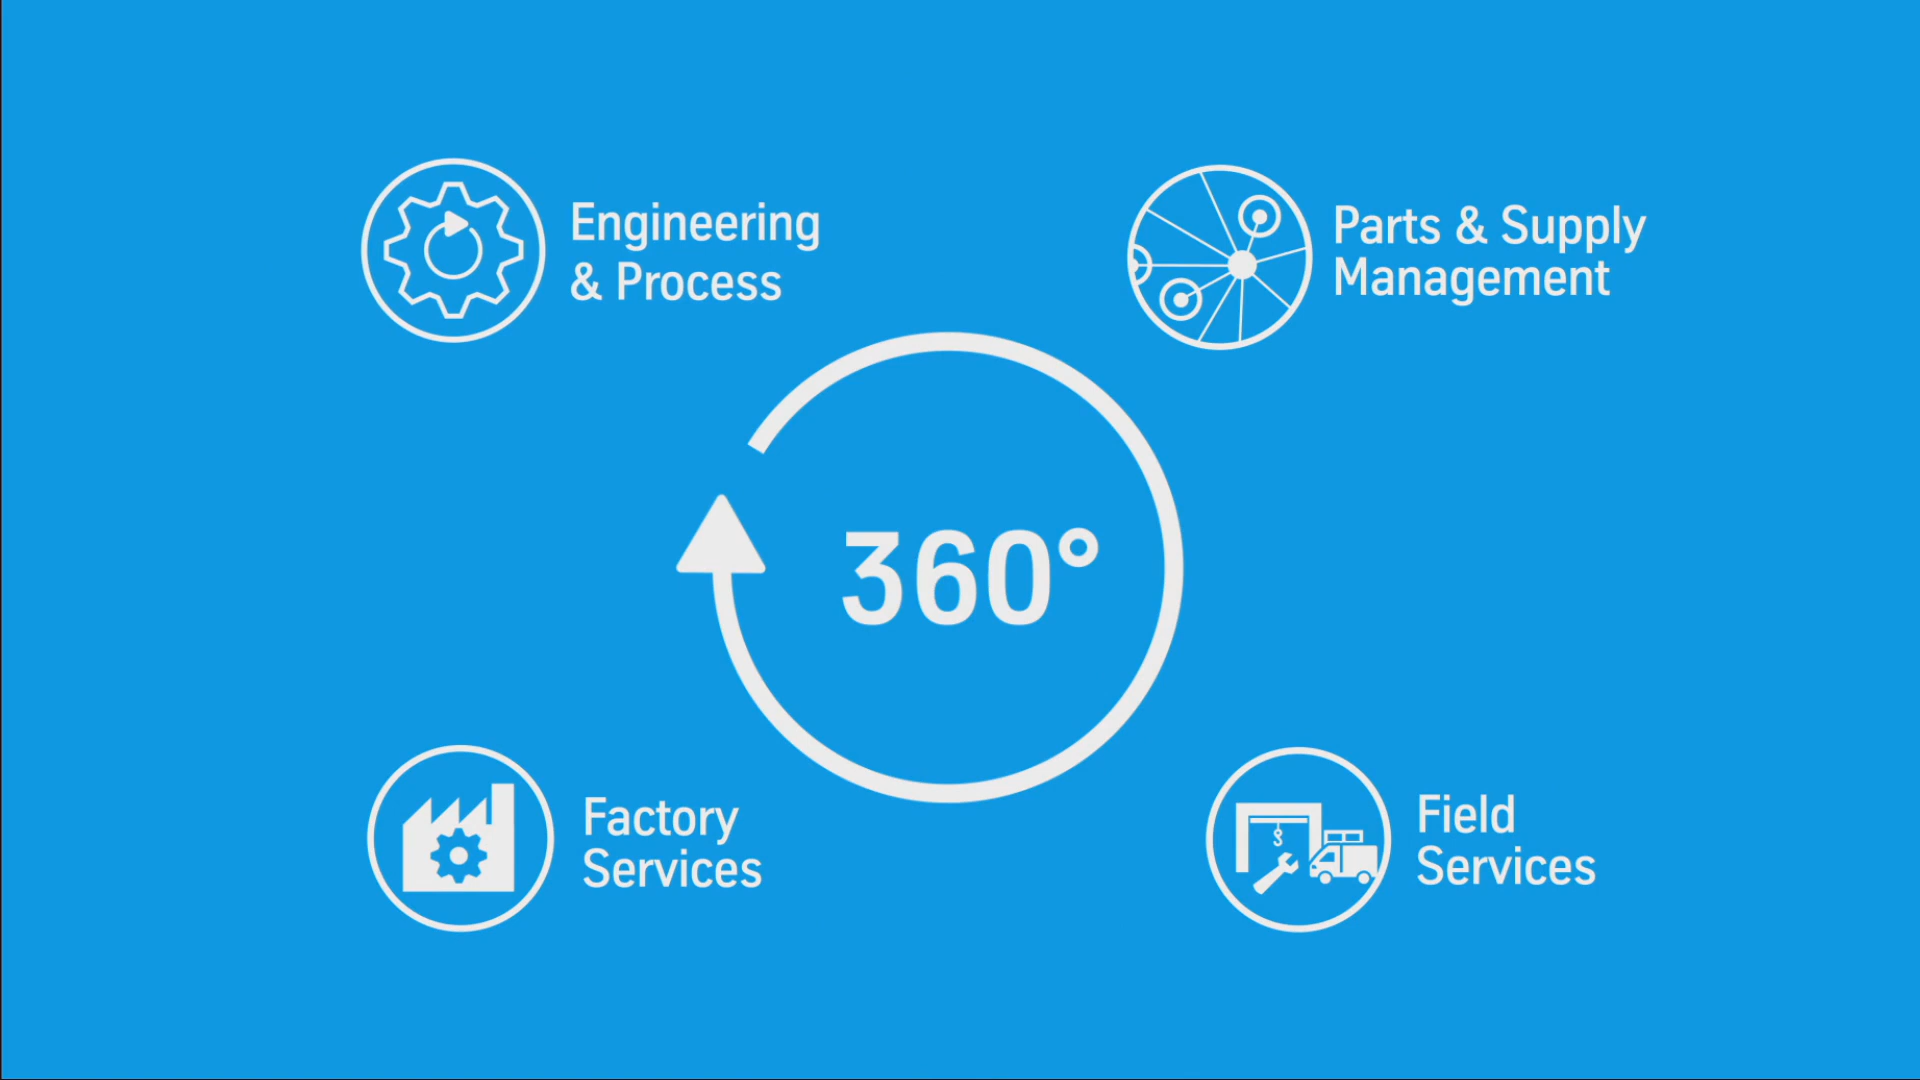 Engineering
& Process
Parts & Supply
Management
360°
Factory
Services
Field
Services